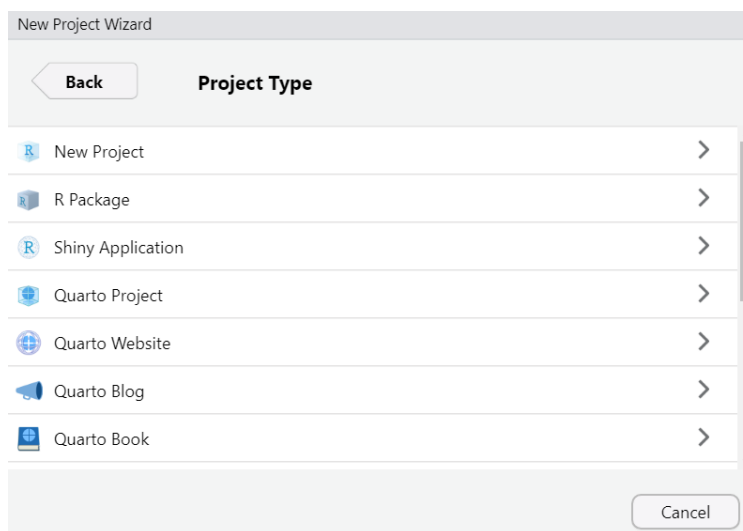 New Project Wizard
Back
Project Type
R New Project
R R Package
R Shiny Application
Quarto Project
Quarto Website
Quarto Blog
Quarto Book
Cancel